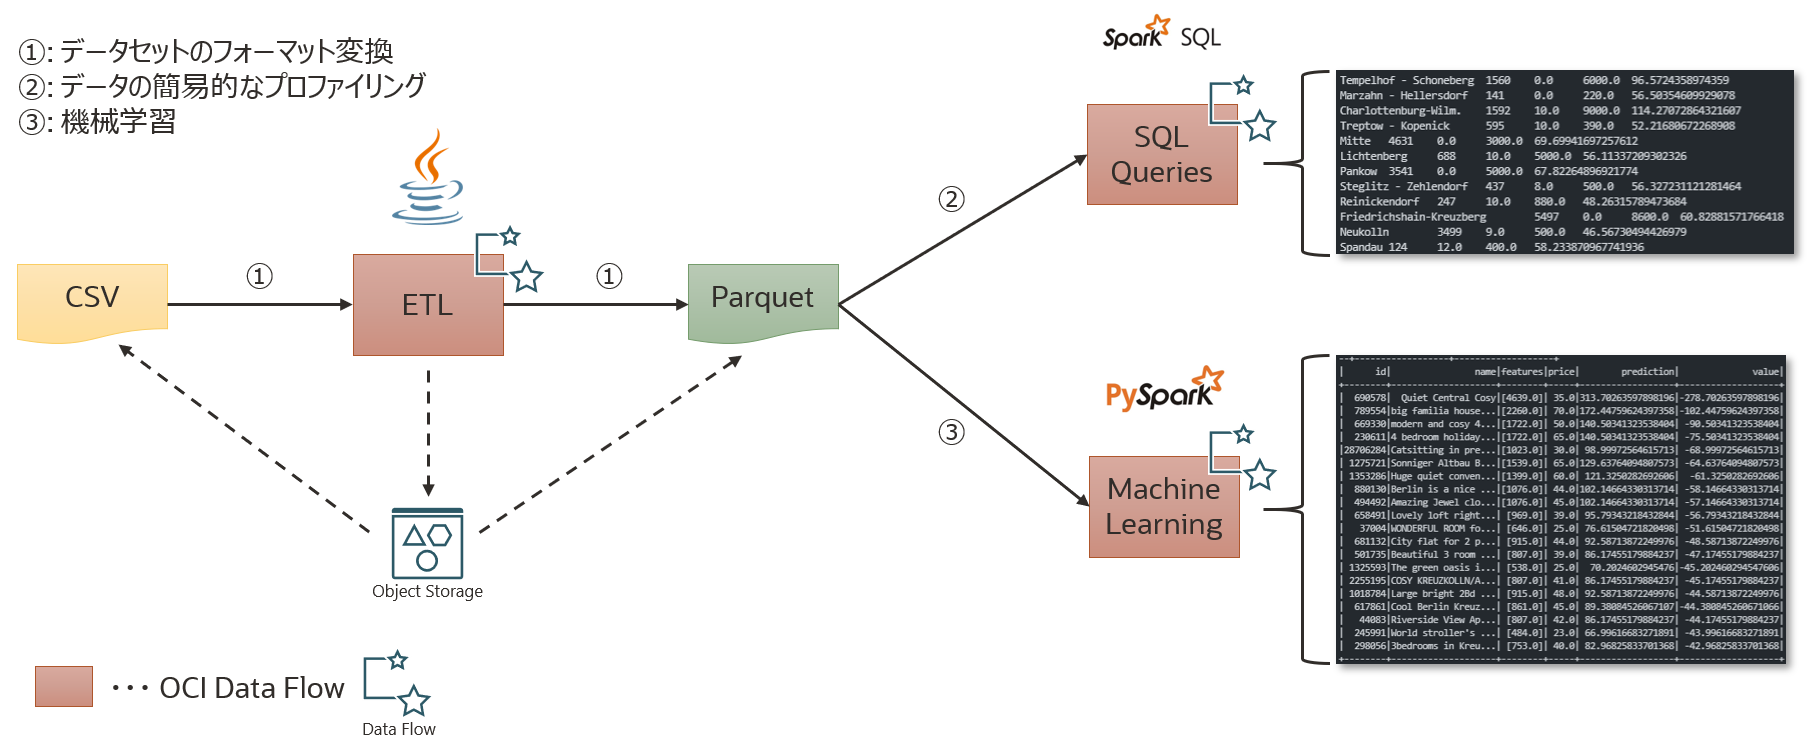 ①: データセットのフォーマット変換
②: データの簡易的なプロファイリング
③: 機械学習
CSV
①
ETL
①
Parquet
②
③
Object Storage
･･･ OCI Data Flow
Data Flow
Spark SQL
SQL
Queries
Tempelhof - Schoneberg 1560 0.0 6000.0 96.5724358974359
Marzahn - Hellersdorf 141 0.0 220.0 56.50354609929078
Charlottenburg-Wilm. 1592 10.0 9000.0 114.27072864321607
Treptow - Kopenick 595 10.0 390.0 52.21680672268908
Mitte 4631 0.0 3000.0 69.69941697257612
Lichtenberg 688 10.0 5000.0 56.11337209302326
Pankow 3541 0.0 5000.0 67.82264896921774
Steglitz - Zehlendorf 437 8.0 500.0 56.327231121281464
Reinickendorf 247 10.0 880.0 48.26315789473684
Friedrichshain-Kreuzberg 5497 0.0 8600.0 60.82881571766418
Neukolln 3499 9.0 500.0 46.56730494426979
Spandau 124 12.0 400.0 58.233870967741936
PySpark
Machine
Learning
--+--------------------+---------------------+
| id| name|features|price| prediction| value|
+--------+--------------------+--------+-----+------------------+-------------------+
| 690578| Quiet Central Cosy|[4639.0]| 35.0|313.70263597898196|-278.70263597898196|
| 789554|big familia house...|[2260.0]| 70.0|172.44759624397358|-102.44759624397358|
| 669330|modern and cosy 4...|[1722.0]| 50.0|140.50341323538404| -90.50341323538404|
| 230611|4 bedroom holiday...|[1722.0]| 65.0|140.50341323538404| -75.50341323538404|
|28706284|Catsitting in pre...|[1023.0]| 30.0| 98.99972564615713| -68.99972564615713|
| 1275721|Sonniger Altbau B...|[1539.0]| 65.0|129.63764094807573| -64.63764094807573|
| 1353286|Huge quiet conven...|[1399.0]| 60.0| 121.3250282692606| -61.3250282692606|
| 880130|Berlin is a nice ...|[1076.0]| 44.0|102.14664330313714| -58.14664330313714|
| 494492|Amazing Jewel clo...|[1076.0]| 45.0|102.14664330313714| -57.14664330313714|
| 658491|Lovely loft right...| [969.0]| 39.0| 95.79343218432844| -56.79343218432844|
| 37004|WONDERFUL ROOM fo...| [646.0]| 25.0| 76.61504721820498| -51.61504721820498|
| 681132|City flat for 2 p...| [915.0]| 44.0| 92.58713872249976| -48.58713872249976|
| 501735|Beautiful 3 room ...| [807.0]| 39.0| 86.17455179884237| -47.17455179884237|
| 1325593|The green oasis i...| [538.0]| 25.0| 70.2024602945476|-45.202460294547606|
| 2255195|COSY KREUZKOLLN/A...| [807.0]| 41.0| 86.17455179884237| -45.17455179884237|
| 1018784|Large bright 2Bd ...| [915.0]| 48.0| 92.58713872249976| -44.58713872249976|
| 617861|Cool Berlin Kreuz...| [861.0]| 45.0| 89.38084526067107|-44.380845260671066|
| 44083|Riverside View Ap...| [807.0]| 42.0| 86.17455179884237| -44.17455179884237|
| 245991|World stroller's ...| [484.0]| 23.0| 66.99616683271891| -43.99616683271891|
| 298056|3bedrooms in Kreu...| [753.0]| 40.0| 82.96825833701368| -42.96825833701368|
+--------+--------------------+--------+-----+------------------+-------------------+